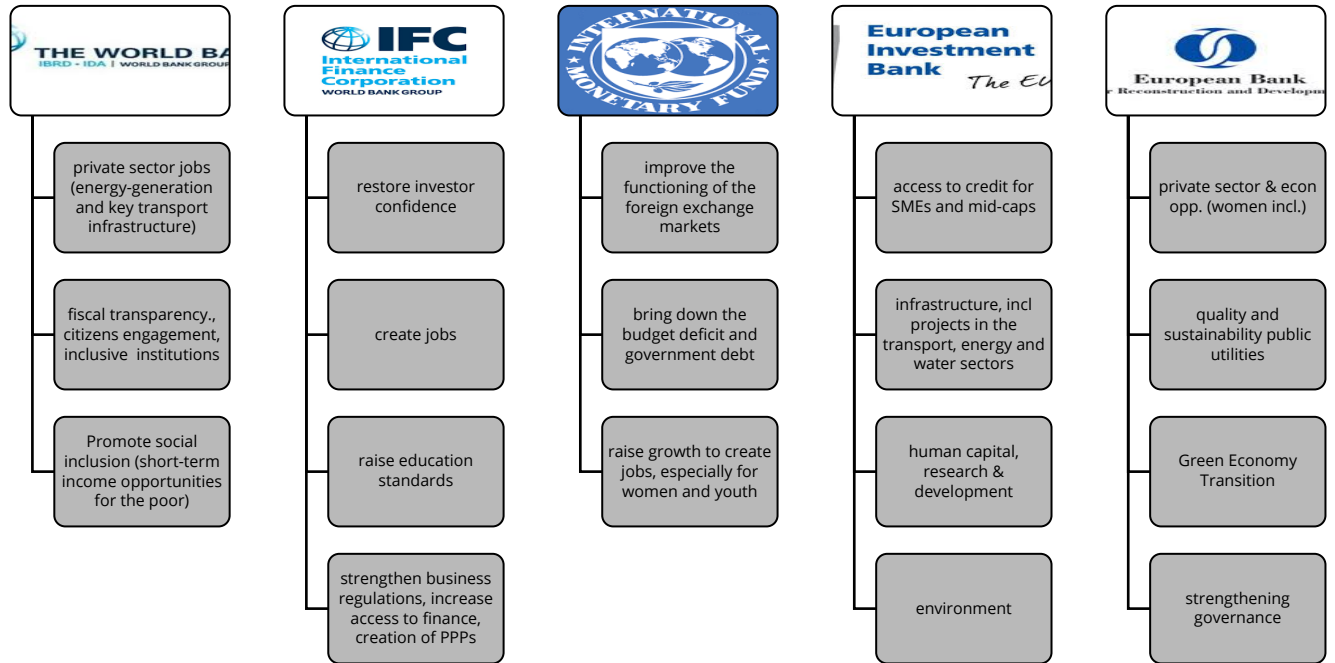 THE WORLD BA
IBRD • IDA | WORLD BANK GROUP
private sector jobs
(energy-generation
and key transport
infrastructure)
fiscal transparency.,
citizens engagement,
inclusive institutions
Promote social
inclusion (short-term
income opportunities
for the poor)
IFC
International
Finance
Corporation
WORLD BANK GROUP
restore investor
confidence
create jobs
raise education
standards
strengthen business
regulations, increase
access to finance,
creation of PPPs
INTERNATIONAL
MONETARY FUND
improve the
functioning of the
foreign exchange
markets
bring down the
budget deficit and
government debt
raise growth to create
jobs, especially for
women and youth
European
Investment
Bank
The EU
access to credit for
SMEs and mid-caps
infrastructure, incl
projects in the
transport, energy and
water sectors
human capital,
research &
development
environment
European Bank
r Reconstruction and Developm
private sector & econ
opp. (women incl.)
quality and
sustainability public
utilities
Green Economy
Transition
strengthening
governance